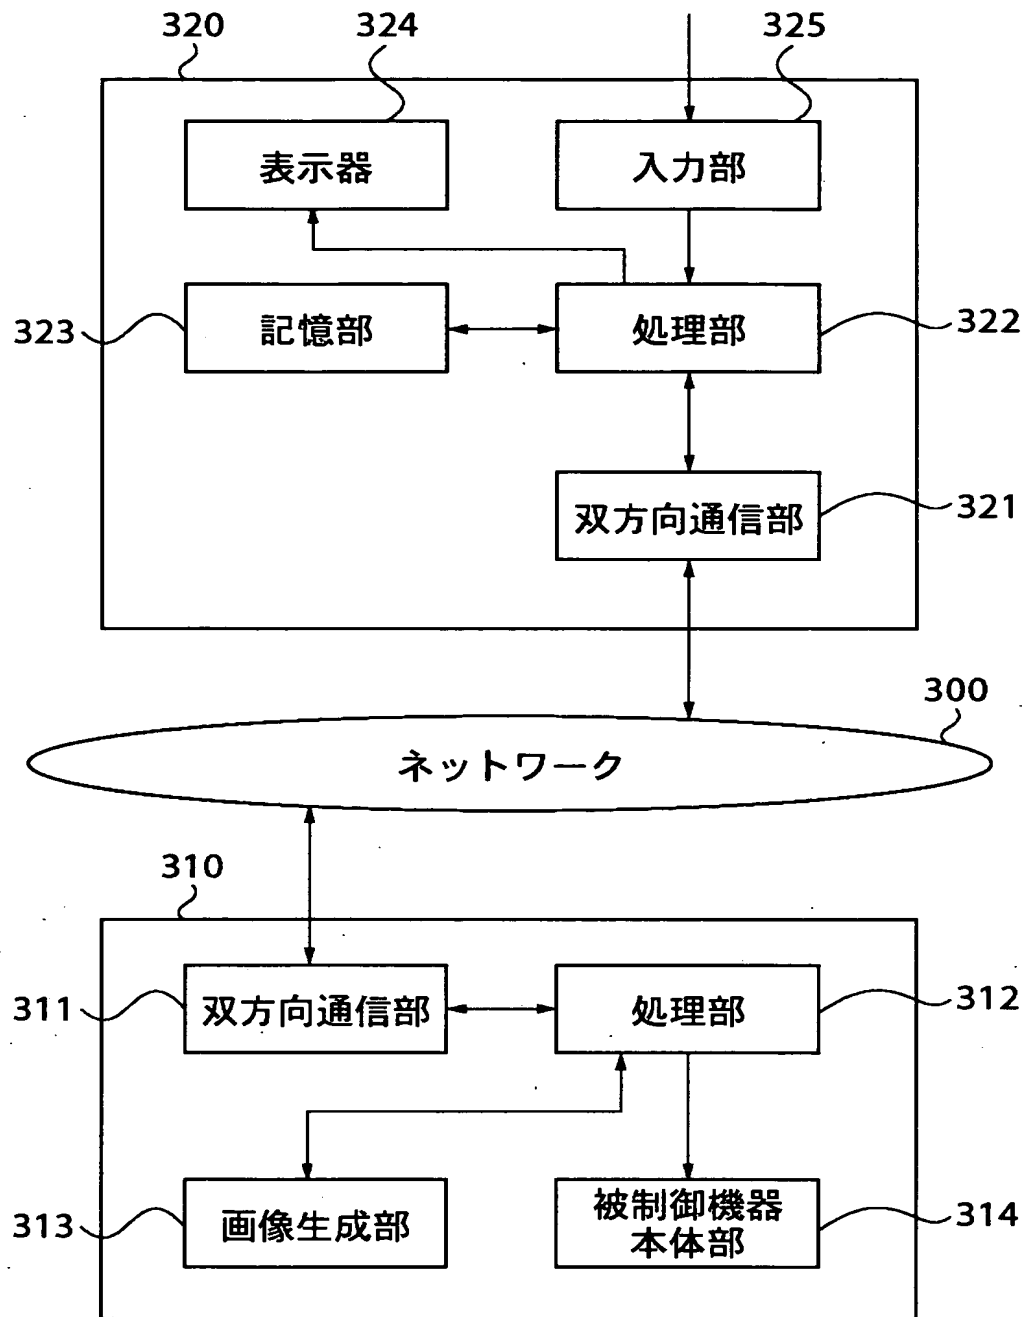 320
324
325
表示器
入力部
323
記憶部
処理部
322
双方向通信部
321
300
ネットワーク
310
311
双方向通信部
処理部
312
313
画像生成部
被制御機器
本体部
314